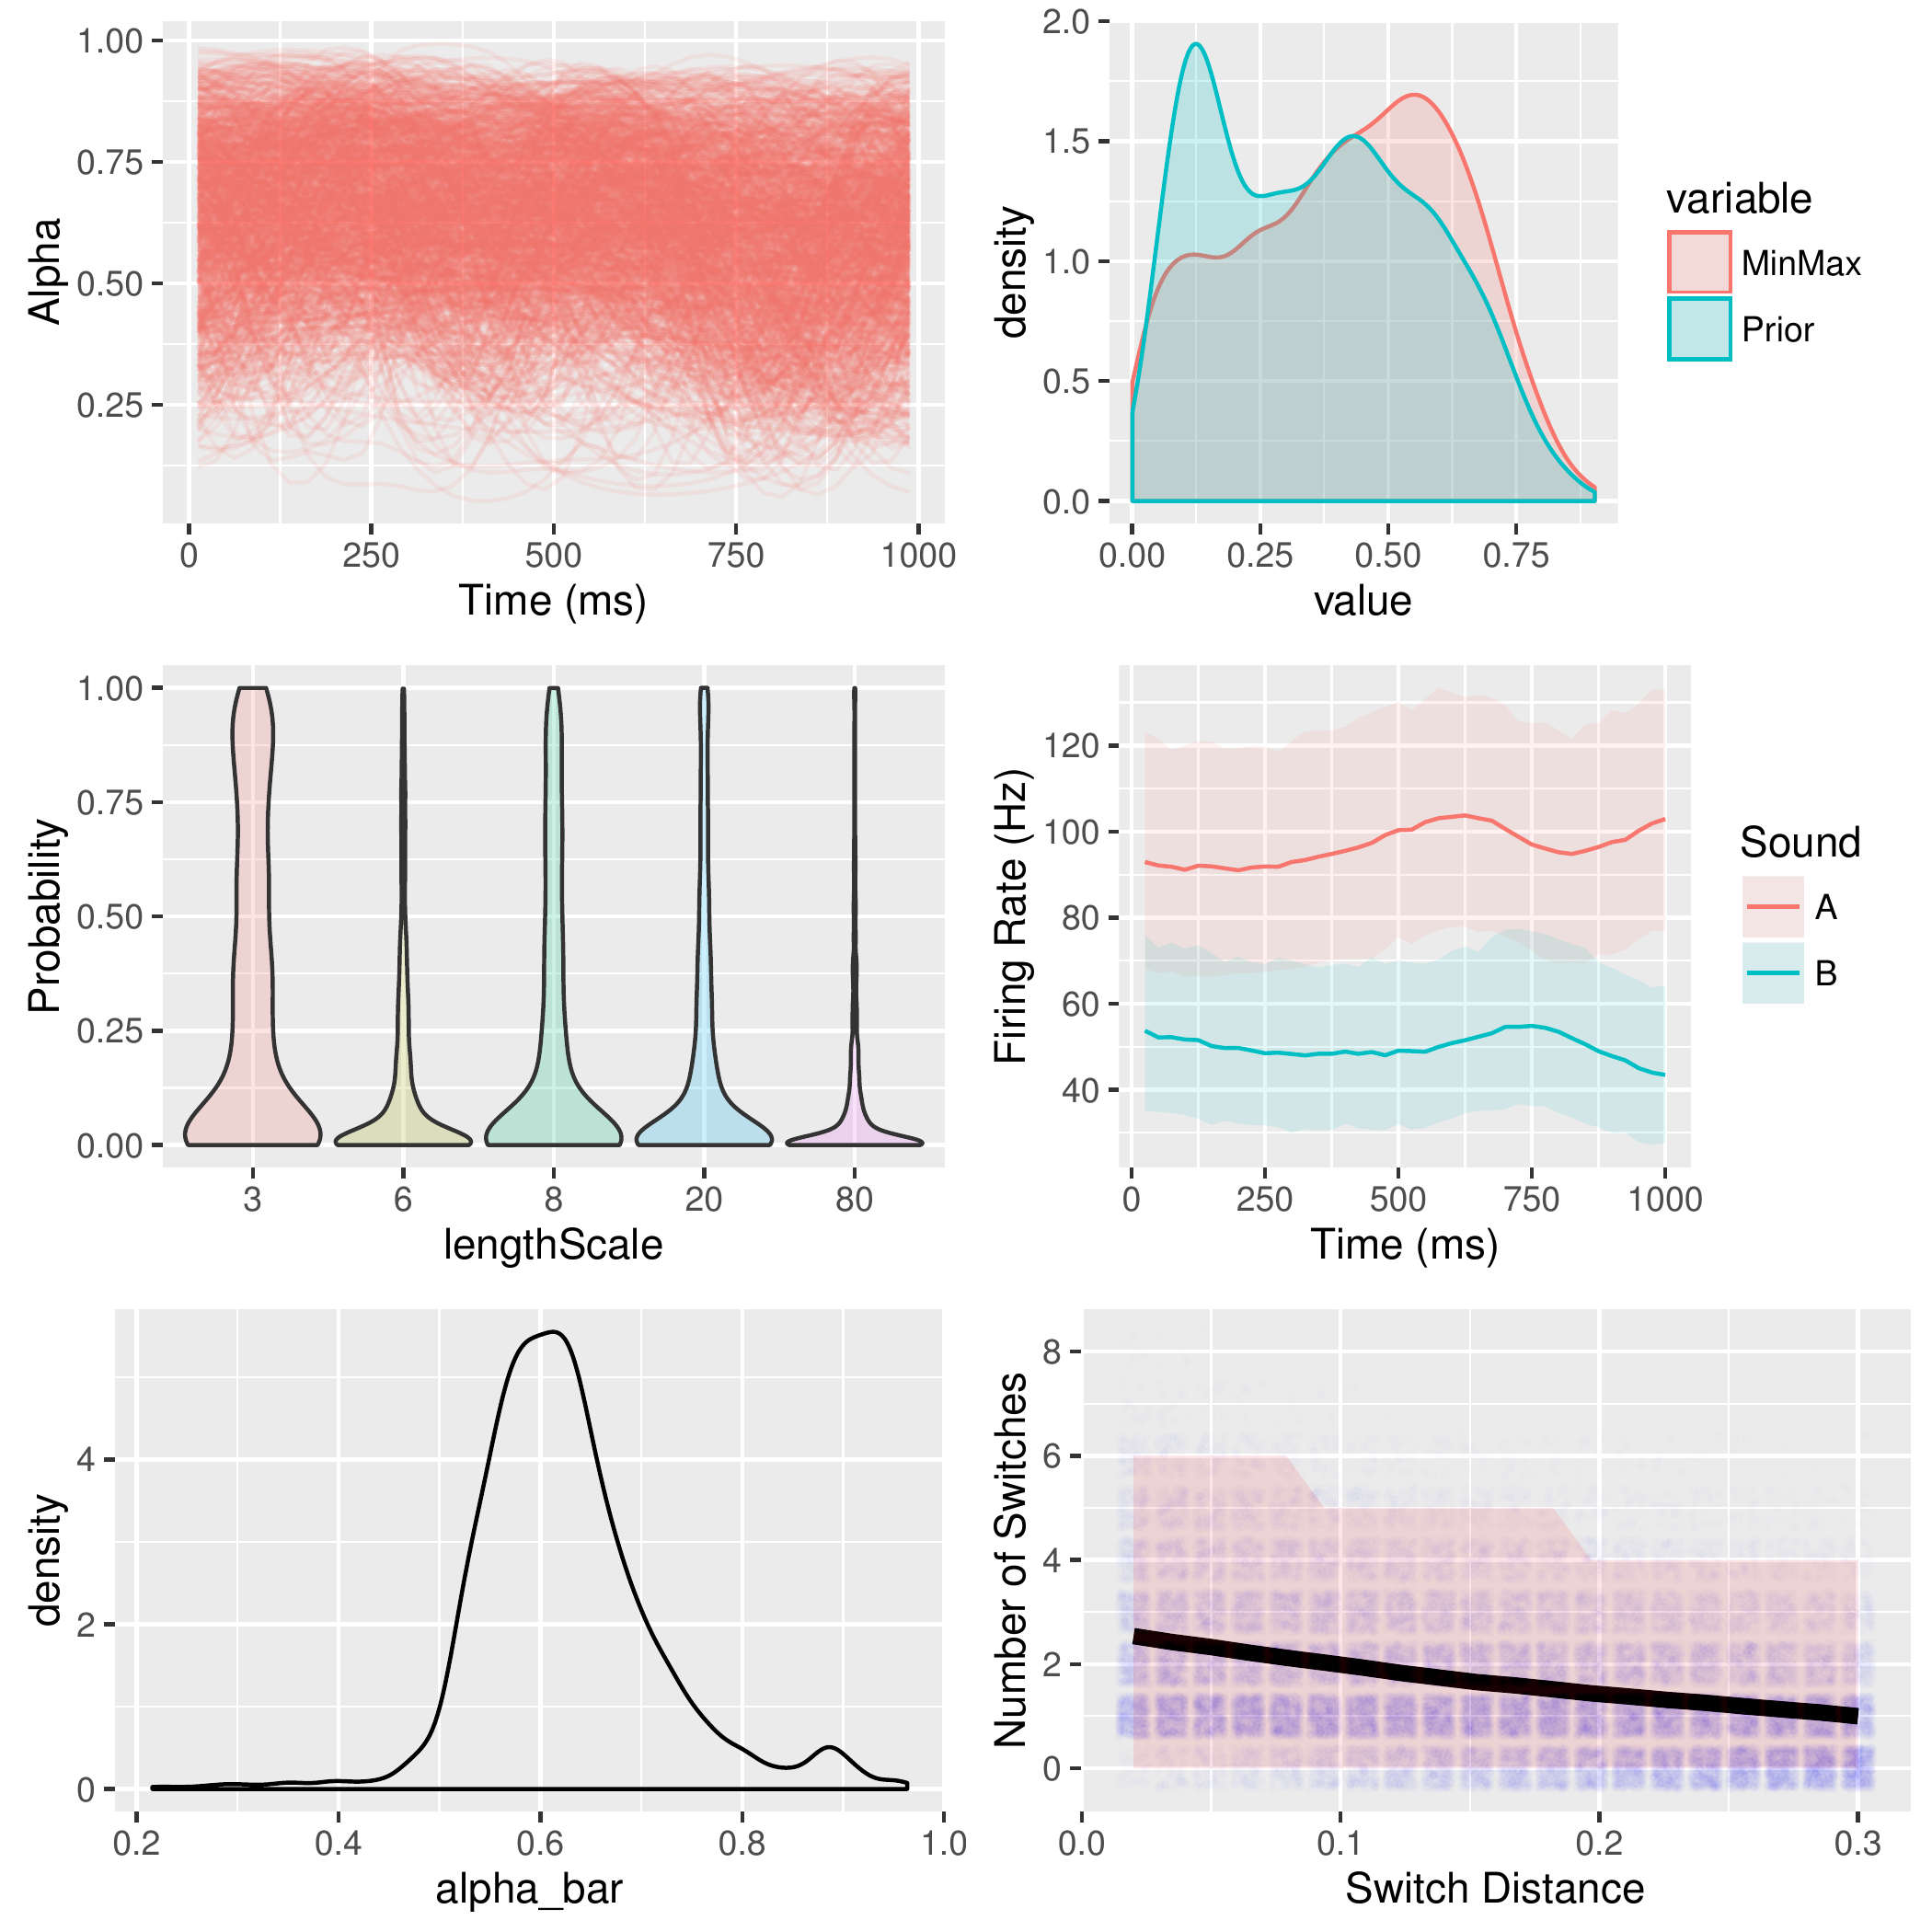 1.00
0.75
0.50
0.25
Alpha
0 250 500 750 1000
Time (ms)
2.0
1.5
1.0
0.5
0.0
density
0.00 0.25 0.50 0.75
value
variable
MinMax
Prior
1.00
0.75
0.50
0.25
0.00
Probability
3 6 8 20 80
lengthScale
120
100
80
60
40
Firing Rate (Hz)
0 250 500 750 1000
Time (ms)
Sound
A
B
4
2
0
density
0.2 0.4 0.6 0.8 1.0
alpha_bar
8
6
4
2
0
Number of Switches
0.0 0.1 0.2 0.3
Switch Distance